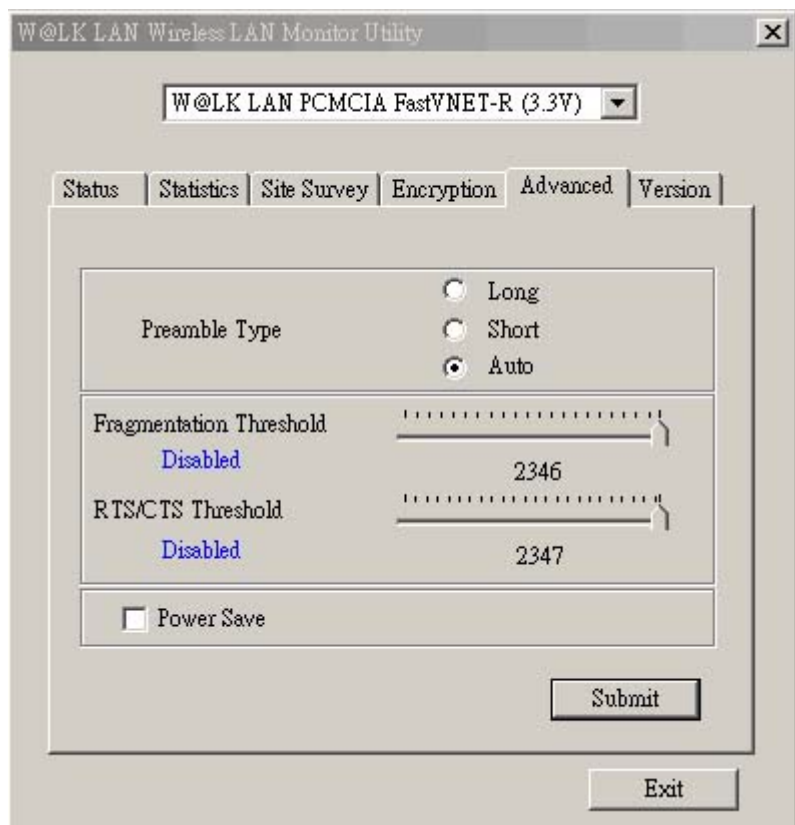 W@LK LAN Wireless LAN Monitor Utility
W@LK LAN PCMCIA FastVNET-R (3.3V)
Status Statistics Site Survey Encryption Advanced Version
Preamble Type
Long
Short
Auto
Fragmentation Threshold
Disabled
2346
RTS/CTS Threshold
Disabled
2347
Power Save
Submit
Exit